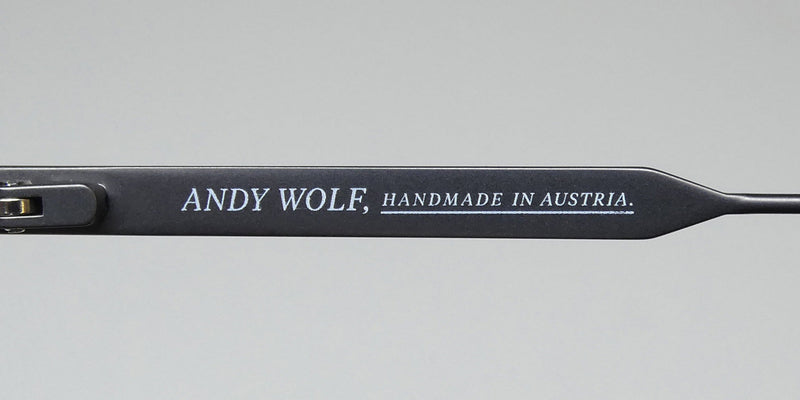 ANDY WOLF, HANDMADE IN AUSTRIA.